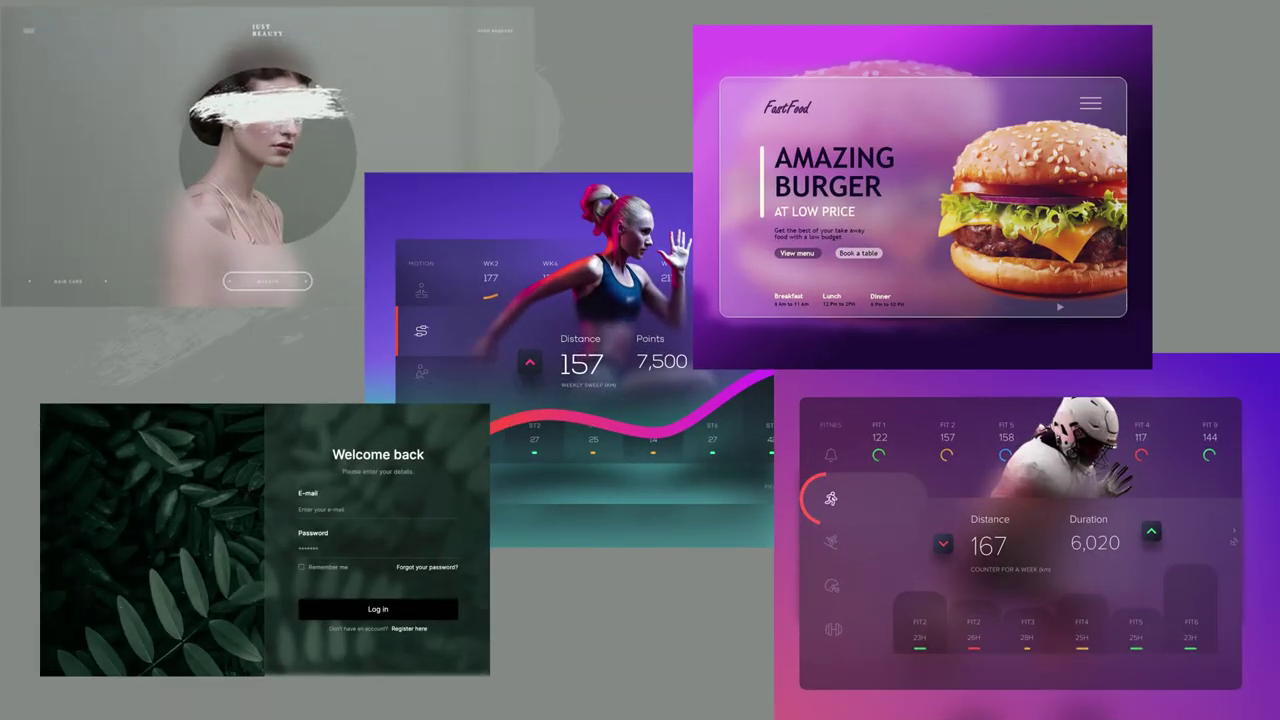 JUST
BEAUTY
HAIR CARE
MOTION
WK2
177
WK4
Distance
157
WEEKLY SWEEP (KM)
Points
7,500
ST2
27
25
14
ST6
27
FastFood
AMAZING
BURGER
AT LOW PRICE
Get the best of your take away
food with a low budget
View menu
Book a table
Breakfast
8 Am to 11 Am
Lunch
12 Pm to 2Pm
Dinner
6 Pm to 10 Pm
Welcome back
Please enter your details.
E-mail
Enter your e-mail
Password
*******
Remember me
Forgot your password?
Log in
Don't have an account? Register here
FITNES
FIT 1
122
FIT 2
157
FIT 5
158
FIT 4
117
FIT 9
144
Distance
167
COUNTER FOR A WEEK (km)
Duration
6,020
FIT2
23H
FIT2
26H
FIT3
28H
FIT4
25H
FIT5
25H
FIT6
23H